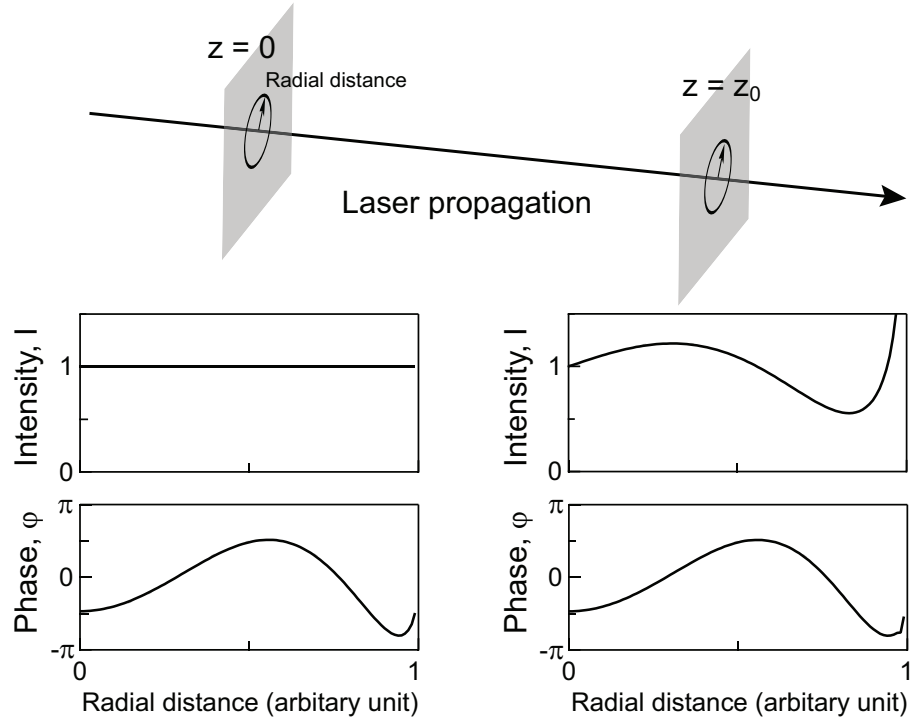 z = 0
Radial distance
z = z0
Laser propagation
Intensity, I
1
0
Intensity, I
1
0
Phase, φ
π
0
-π
0
1
Radial distance (arbitary unit)
Phase, φ
π
0
-π
0
1
Radial distance (arbitary unit)